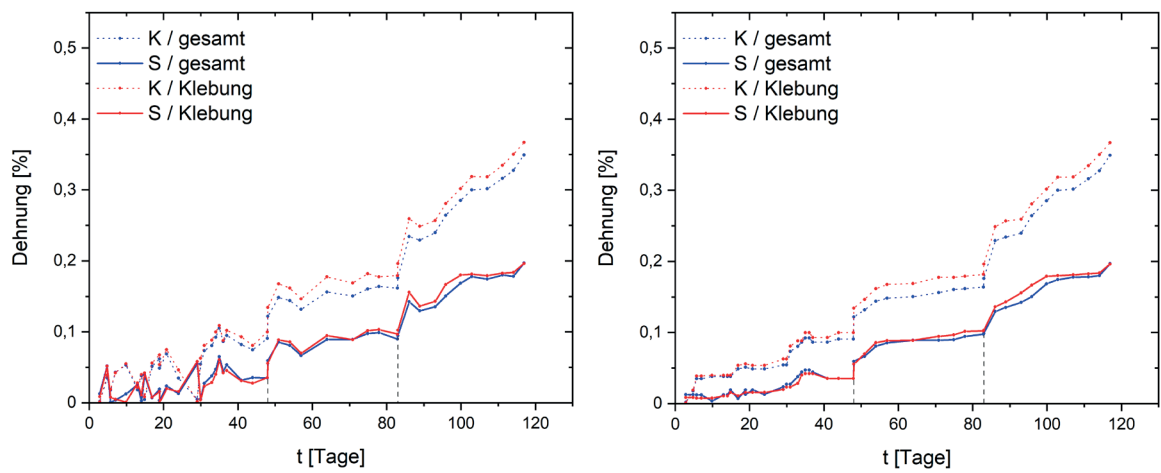 0,5
0,4
0,3
0,2
0,1
0
Dehnung [%]
K / gesamt
S / gesamt
K / Klebung
S / Klebung
0 20 40 60 80 100 120
t [Tage]
0,5
0,4
0,3
0,2
0,1
0
Dehnung [%]
K / gesamt
S / gesamt
K / Klebung
S / Klebung
0 20 40 60 80 100 120
t [Tage]